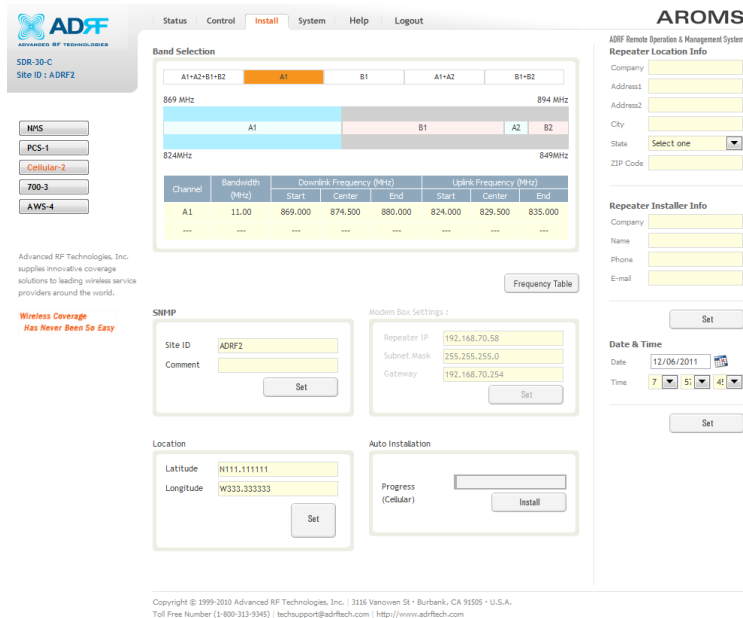 ADRF
ADVANCED RF TECHNOLOGIES
SDR-30-C
Site ID : ADRF2
NMS
PCS-1
Cellular-2
700-3
AWS-4
Advanced RF Technologies, Inc.
supplies innovative coverage
solutions to leading wireless service
providers around the world.
Wireless Coverage
Has Never Been So Easy
Status Control Install System Help Logout
Band Selection
A1+A2+B1+B2 A1 B1 A1+A2 B1+B2
869 MHz 894 MHz
A1 B1 A2 B2
824MHz 849MHz
Channel Bandwidth (MHz) Downlink Frequency (MHz) Uplink Frequency (MHz)
Start Center End Start Center End
A1 11.00 869.000 874.500 880.000 824.000 829.500 835.000
--- --- --- --- --- --- --- ---
Frequency Table
SNMP
Site ID ADRF2
Comment
Set
Modem Box Settings :
Repeater IP 192.168.70.58
Subnet Mask 255.255.255.0
Gateway 192.168.70.254
Set
Location
Latitude N111.111111
Longitude W333.333333
Set
Auto Installation
Progress
(Cellular)
Install
AROMS
ADRF Remote Operation & Management System
Repeater Location Info
Company
Address1
Address2
City
State Select one
ZIP Code
Repeater Installer Info
Company
Name
Phone
E-mail
Set
Date & Time
Date 12/06/2011
Time 7
Set
Copyright © 1999-2010 Advanced RF Technologies, Inc. | 3116 Vanowen St · Burbank, CA 91505 · U.S.A.
Toll Free Number (1-800-313-9345) | techsupport@adrftech.com | http://www.adrftech.com